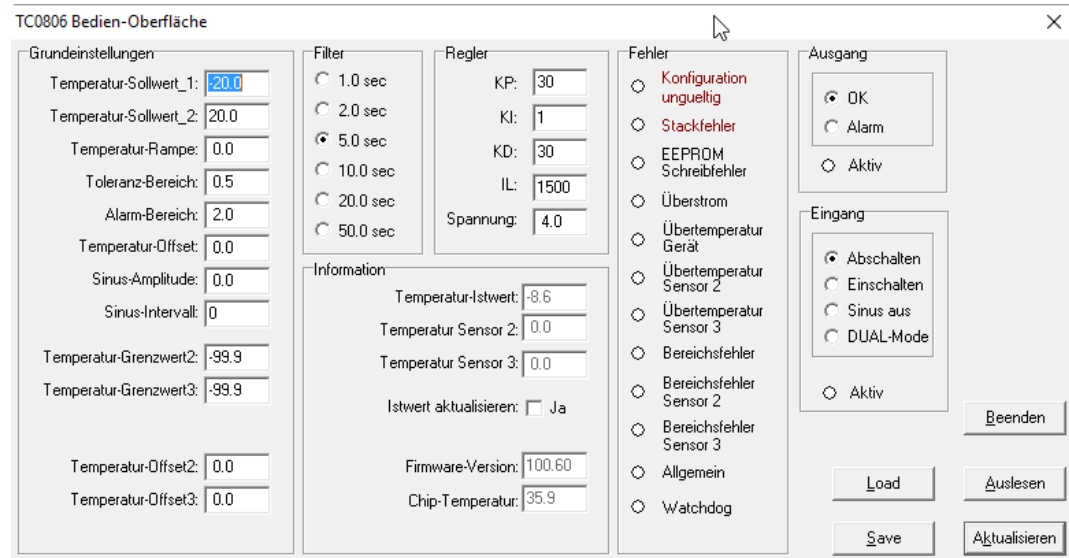 TC0806 Bedien-Oberfläche
Grundeinstellungen
Temperatur-Sollwert_1: -20.0
Temperatur-Sollwert_2: 20.0
Temperatur-Rampe: 0.0
Toleranz-Bereich: 0.5
Alarm-Bereich: 2.0
Temperatur-Offset: 0.0
Sinus-Amplitude: 0.0
Sinus-Intervall: 0
Temperatur-Grenzwert2: -99.9
Temperatur-Grenzwert3: -99.9
Temperatur-Offset2: 0.0
Temperatur-Offset3: 0.0
Filter
1.0 sec
2.0 sec
5.0 sec
10.0 sec
20.0 sec
50.0 sec
Regler
KP: 30
KI: 1
KD: 30
IL: 1500
Spannung: 4.0
Information
Temperatur-Istwert: -8.6
Temperatur Sensor 2: 0.0
Temperatur Sensor 3: 0.0
Istwert aktualisieren: Ja
Firmware-Version: 100.60
Chip-Temperatur: 35.9
Fehler
Konfiguration
ungueltig
Stackfehler
EEPROM
Schreibfehler
Überstrom
Übertemperatur
Gerät
Übertemperatur
Sensor 2
Übertemperatur
Sensor 3
Bereichsfehler
Bereichsfehler
Sensor 2
Bereichsfehler
Sensor 3
Allgemein
Watchdog
Ausgang
OK
Alarm
Aktiv
Eingang
Abschalten
Einschalten
Sinus aus
DUAL-Mode
Aktiv
Beenden
Load
Auslesen
Save
Aktualisieren